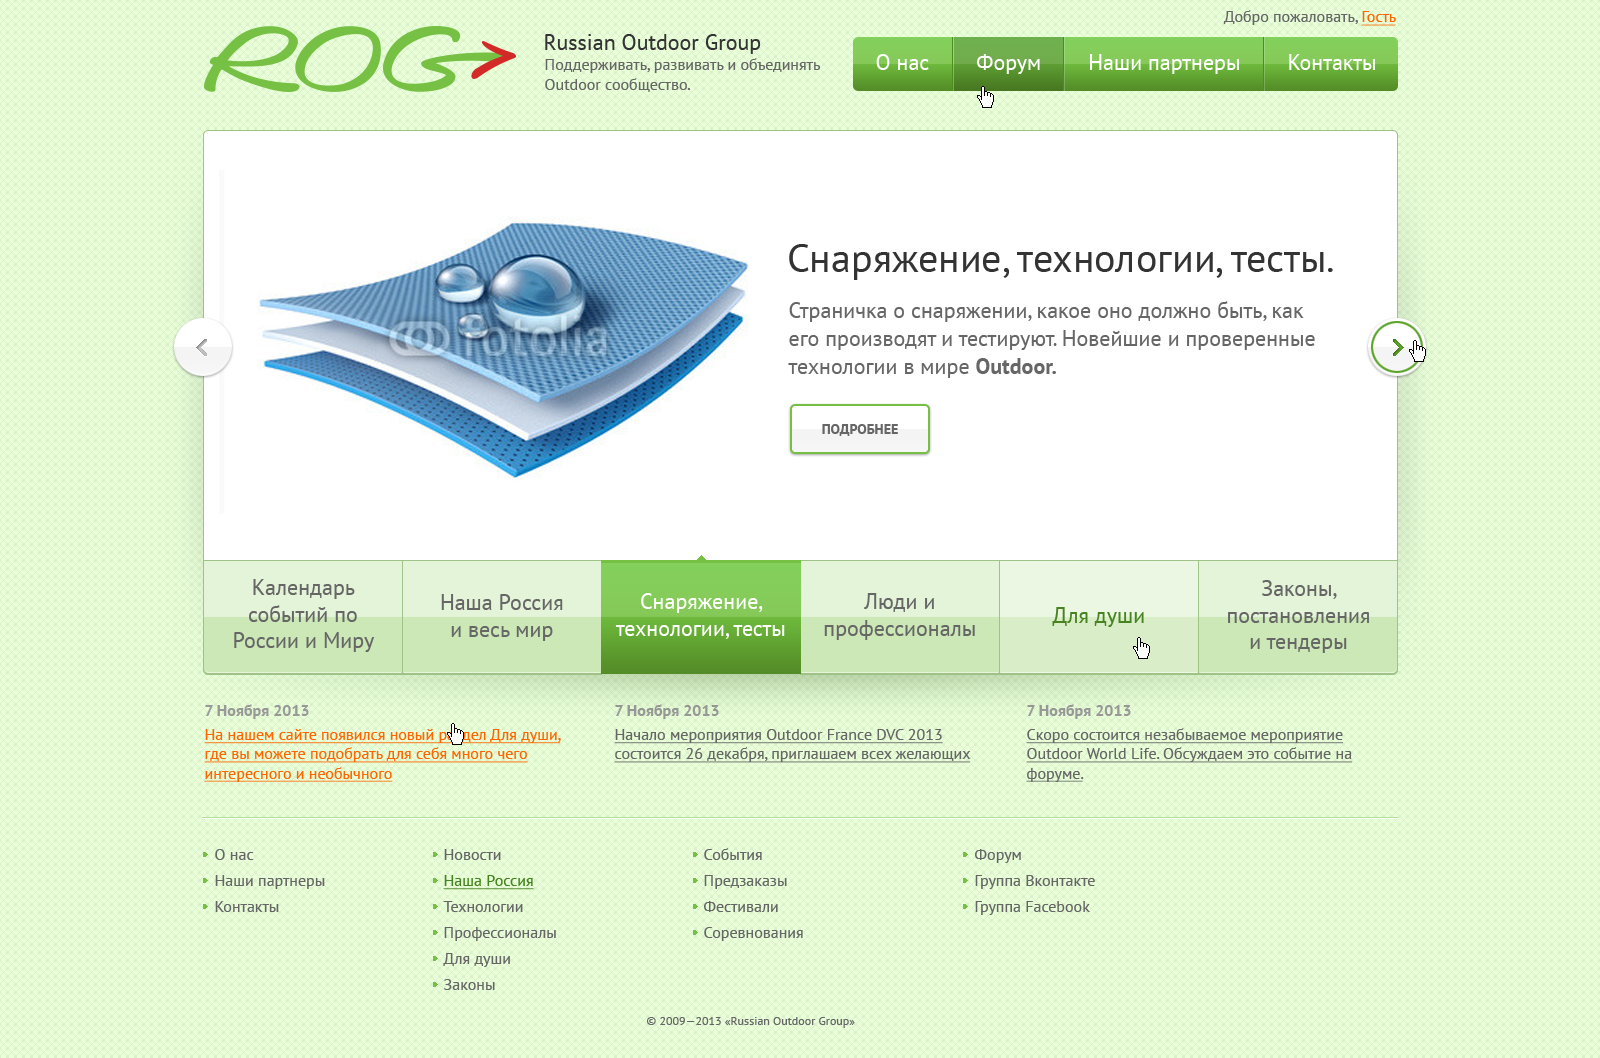 Добро пожаловать, Гость
ROG
Russian Outdoor Group
Поддерживать, развивать и объединять
Outdoor сообщество.
О нас
Форум
Наши партнеры
Контакты
fotolia
Снаряжение, технологии, тесты.
Страничка о снаряжении, какое оно должно быть, как
его производят и тестируют. Новейшие и проверенные
технологии в мире Outdoor.
ПОДРОБНЕЕ
Календарь
событий по
России и Миру
Наша Россия
и весь мир
Снаряжение,
технологии, тесты
Люди и
профессионалы
Для души
Законы,
постановления
и тендеры
7 Ноября 2013
На нашем сайте появился новый раздел Для души,
где вы можете подобрать для себя много чего
интересного и необычного
7 Ноября 2013
Начало мероприятия Outdoor France DVC 2013
состоится 26 декабря, приглашаем всех желающих
7 Ноября 2013
Скоро состоится незабываемое мероприятие
Outdoor World Life. Обсуждаем это событие на
форуме.
О нас
Наши партнеры
Контакты
Новости
Наша Россия
Технологии
Профессионалы
Для души
Законы
События
Предзаказы
Фестивали
Соревнования
Форум
Группа Вконтакте
Группа Facebook
© 2009—2013 «Russian Outdoor Group»